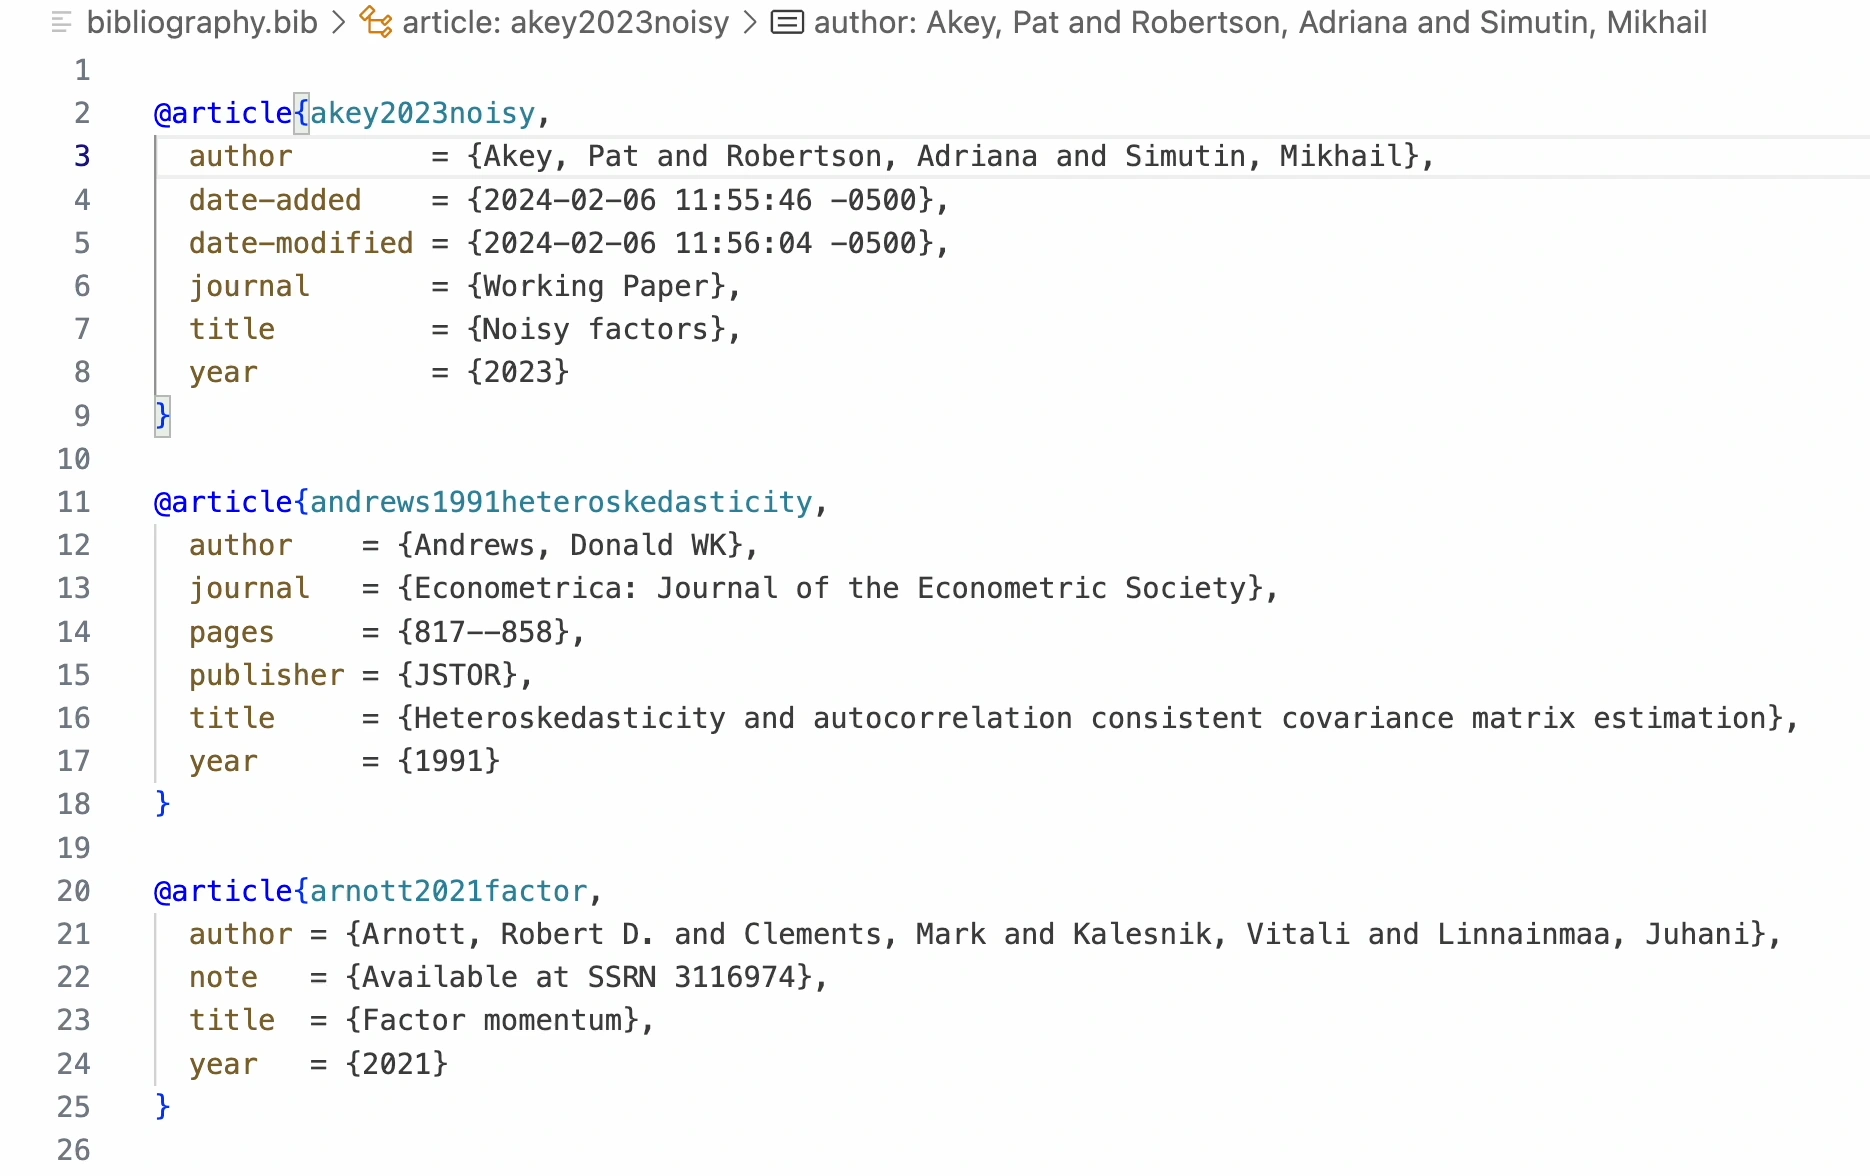 bibliography.bib > article: akey2023noisy > author: Akey, Pat and Robertson, Adriana and Simutin, Mikhail
1
2 @article{akey2023noisy,
3 author = {Akey, Pat and Robertson, Adriana and Simutin, Mikhail},
4 date-added = {2024-02-06 11:55:46 -0500},
5 date-modified = {2024-02-06 11:56:04 -0500},
6 journal = {Working Paper},
7 title = {Noisy factors},
8 year = {2023}
9 }
10
11 @article{andrews1991heteroskedasticity,
12 author = {Andrews, Donald WK},
13 journal = {Econometrica: Journal of the Econometric Society},
14 pages = {817--858},
15 publisher = {JSTOR},
16 title = {Heteroskedasticity and autocorrelation consistent covariance matrix estimation},
17 year = {1991}
18 }
19
20 @article{arnott2021factor,
21 author = {Arnott, Robert D. and Clements, Mark and Kalesnik, Vitali and Linnainmaa, Juhani},
22 note = {Available at SSRN 3116974},
23 title = {Factor momentum},
24 year = {2021}
25 }
26